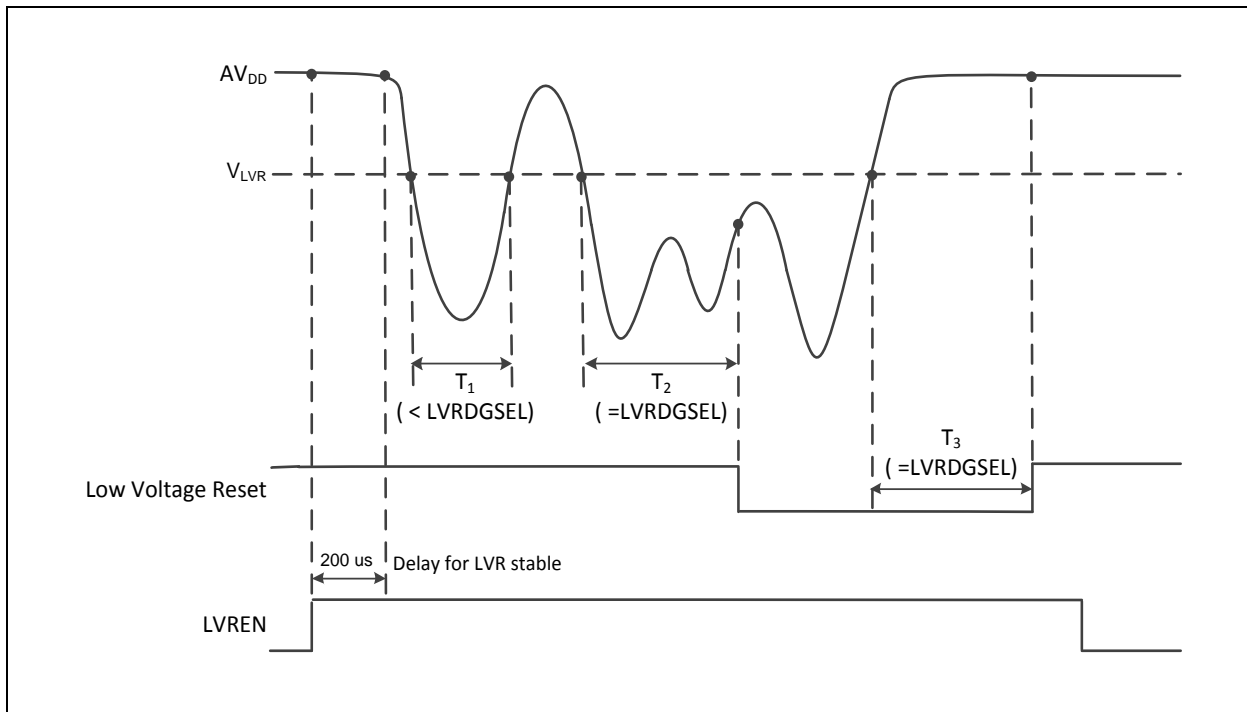 AVDD
VLVR
T1
( < LVRDGSEL)
T2
( =LVRDGSEL)
T3
( =LVRDGSEL)
Low Voltage Reset
200 us
Delay for LVR stable
LVREN